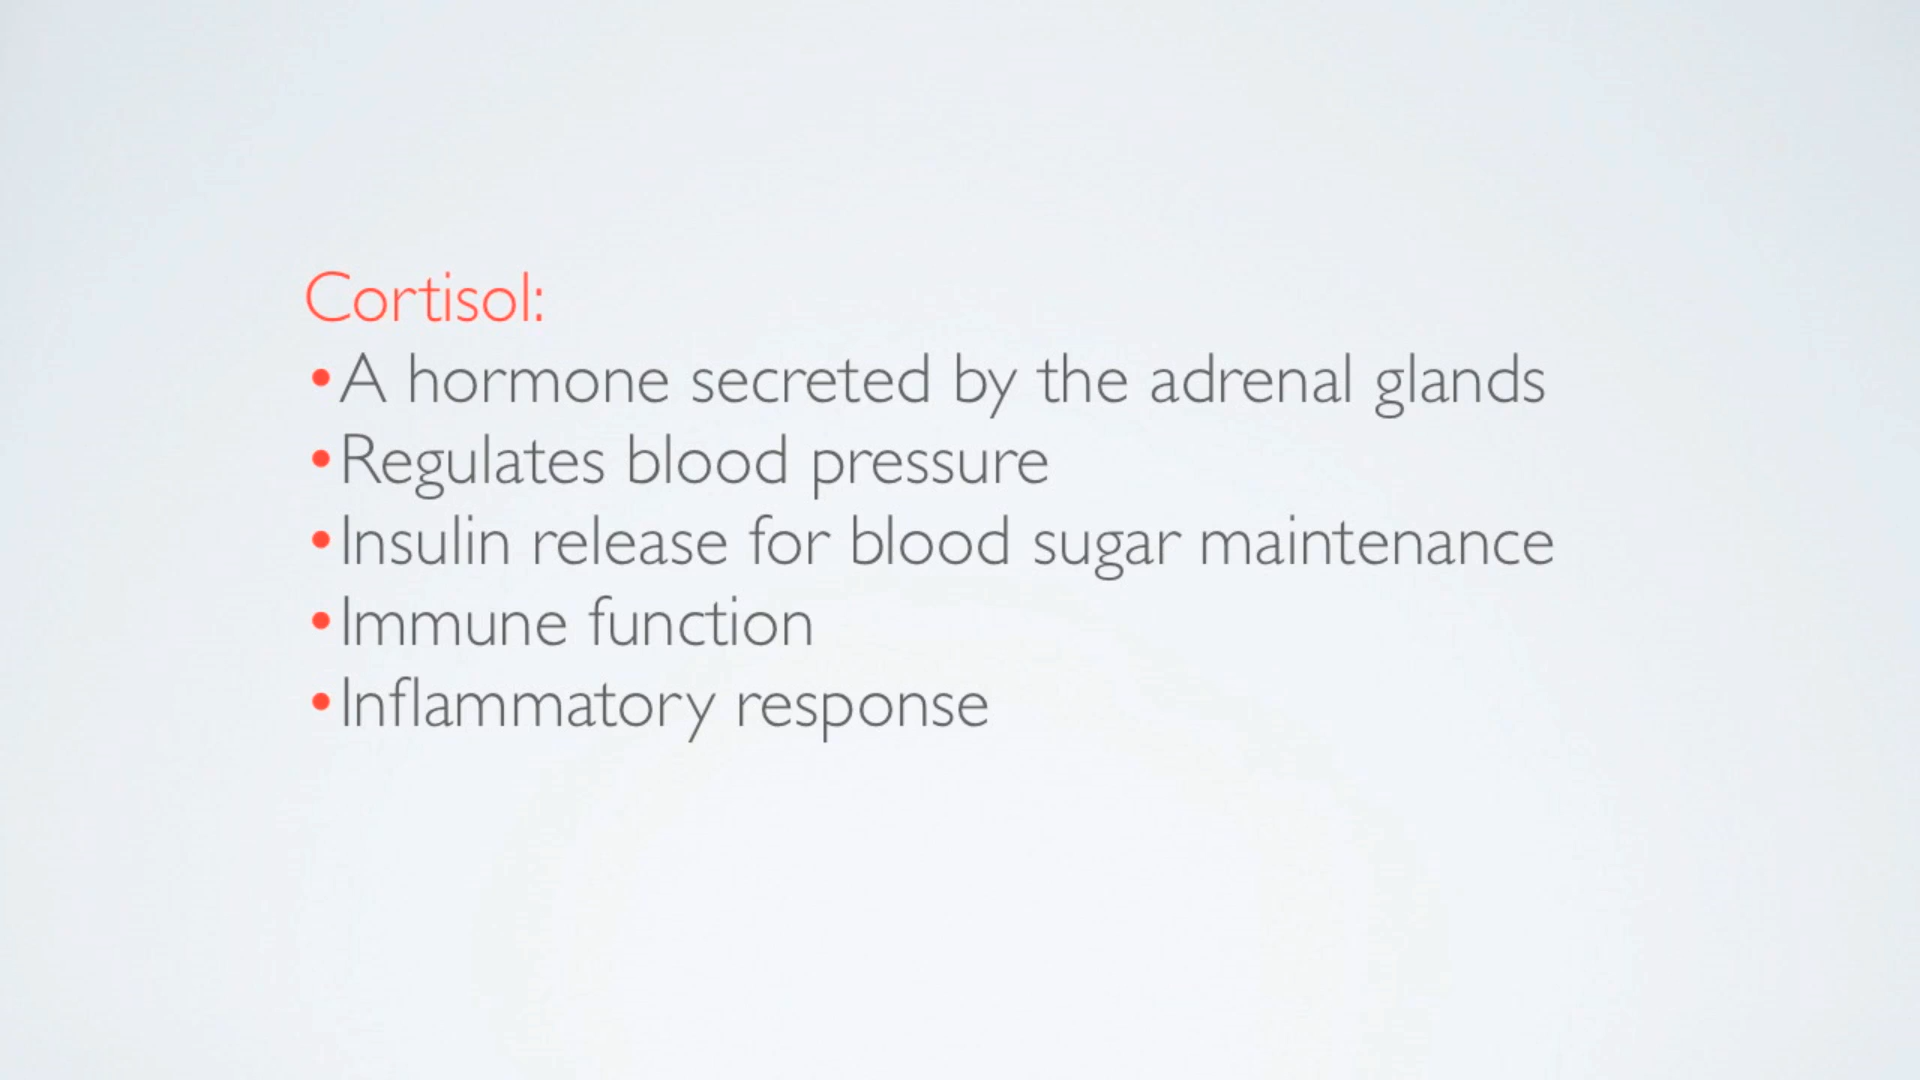 Cortisol:
•A hormone secreted by the adrenal glands
•Regulates blood pressure
•Insulin release for blood sugar maintenance
•Immune function
•Inflammatory response